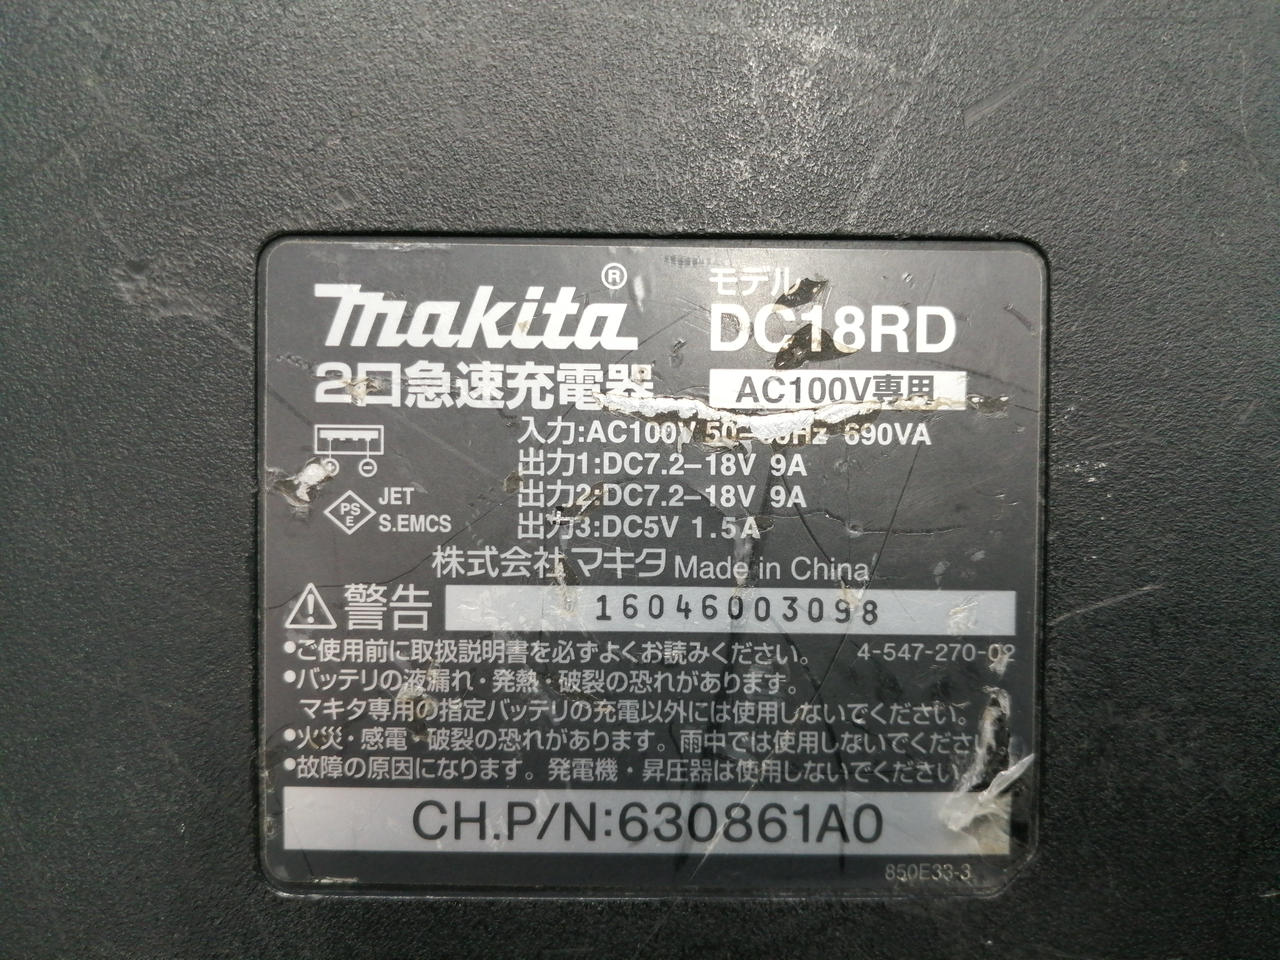 makita®
モデル
DC18RD
2口急速充電器
AC100V専用
入力:AC100V 50– Hz 690VA
出力1:DC7.2–18V 9A
出力2:DC7.2–18V 9A
出力3:DC5V 1.5A
PS
E
JET
S.EMCS
株式会社マキタ Made in China
警告
16046003098
•ご使用前に取扱説明書を必ずよくお読みください。 4-547-270-02
•バッテリの液漏れ・発熱・破裂の恐れがあります。
マキタ専用の指定バッテリの充電以外には使用しないでください。
•火災・感電・破裂の恐れがあります。雨中では使用しないでください。
•故障の原因になります。発電機・昇圧器は使用しないでください
CH.P/N:630861A0
850E33-3